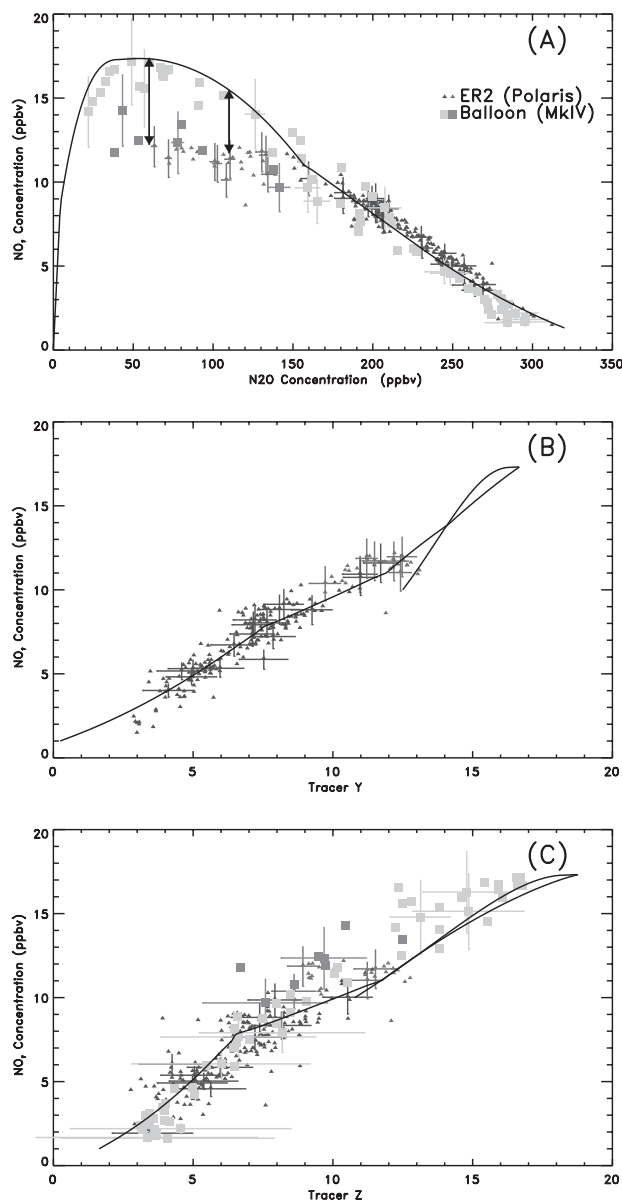 20
(A)
15
ER2 (Polaris)
Balloon (MkIV)
10
5
0
NOy Concentration (ppbv)
0 50 100 150 200 250 300 350
N2O Concentration (ppbv)
20
(B)
15
10
5
0
NOy Concentration (ppbv)
0 5 10 15 20
Tracer Y
20
(C)
15
10
5
0
NOy Concentration (ppbv)
0 5 10 15 20
Tracer Z